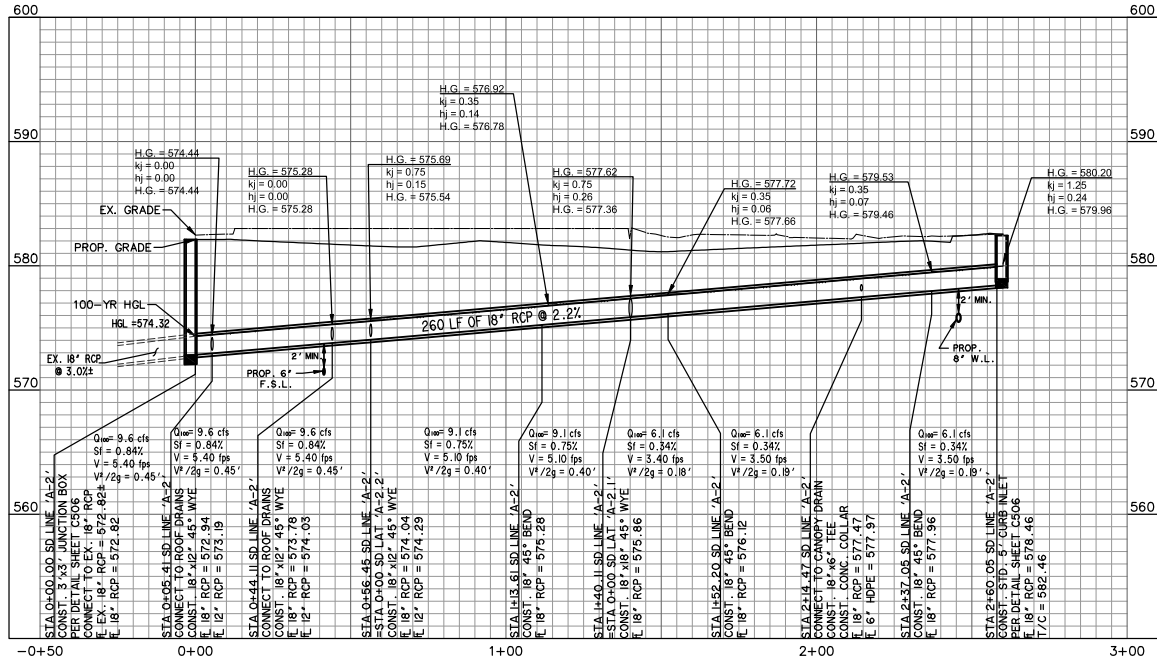 600
600
590
590
580
580
570
570
560
560
H.G. = 576.92
kj = 0.35
hj = 0.14
H.G. = 576.78
H.G. = 574.44
kj = 0.00
hj = 0.00
H.G. = 574.44
H.G. = 575.28
kj = 0.00
hj = 0.00
H.G. = 575.28
H.G. = 575.69
kj = 0.75
hj = 0.15
H.G. = 575.54
H.G. = 577.62
kj = 0.75
hj = 0.26
H.G. = 577.36
H.G. = 577.72
kj = 0.35
hj = 0.06
H.G. = 577.66
H.G. = 579.53
kj = 0.35
hj = 0.07
H.G. = 579.46
H.G. = 580.20
kj = 1.25
hj = 0.24
H.G. = 579.96
EX. GRADE
PROP. GRADE
100-YR HGL
HGL =574.32
EX. 18" RCP
@ 3.0%±
260 LF OF 18" RCP @ 2.2%
2' MIN.
PROP. 6"
F.S.L.
2' MIN.
PROP.
8" W.L.
Q100= 9.6 cfs
Sf = 0.84%
V = 5.40 fps
V²/2g = 0.45'
Q100= 9.6 cfs
Sf = 0.84%
V = 5.40 fps
V²/2g = 0.45'
Q100= 9.6 cfs
Sf = 0.84%
V = 5.40 fps
V²/2g = 0.45'
Q100= 9.1 cfs
Sf = 0.75%
V = 5.10 fps
V²/2g = 0.40'
Q100= 9.1 cfs
Sf = 0.75%
V = 5.10 fps
V²/2g = 0.40'
Q100= 6.1 cfs
Sf = 0.34%
V = 3.40 fps
V²/2g = 0.18'
Q100= 6.1 cfs
Sf = 0.34%
V = 3.50 fps
V²/2g = 0.19'
Q100= 6.1 cfs
Sf = 0.34%
V = 3.50 fps
V²/2g = 0.19'
STA 0+00.00 SD LINE 'A-2'
CONST. 3'x3' JUNCTION BOX
PER DETAIL SHEET C506
CONNECT TO EX. 18" RCP
FL EX. 18" RCP = 572.82±
FL 18" RCP = 572.82
STA 0+05.41 SD LINE 'A-2'
CONNECT TO ROOF DRAINS
CONST. 18"x12" 45° WYE
FL 18" RCP = 572.94
FL 12" RCP = 573.19
STA 0+44.11 SD LINE 'A-2'
CONNECT TO ROOF DRAINS
CONST. 18"x12" 45° WYE
FL 18" RCP = 573.78
FL 12" RCP = 574.03
STA 0+56.45 SD LINE 'A-2'
=STA 0+00 SD LAT 'A-2.2'
CONST. 18"x12" 45° WYE
FL 18" RCP = 574.04
FL 12" RCP = 574.29
STA 1+13.61 SD LINE 'A-2'
CONST. 18" 45° BEND
FL 18" RCP = 575.28
STA 1+40.11 SD LINE 'A-2'
=STA 0+00 SD LAT 'A-2.1'
CONST. 18"x18" 45° WYE
FL 18" RCP = 575.86
STA 1+52.20 SD LINE 'A-2'
CONST. 18" 45° BEND
FL 18" RCP = 576.12
STA 2+14.47 SD LINE 'A-2'
CONNECT TO CANOPY DRAIN
CONST. 18"x6" TEE
CONST. CONC. COLLAR
FL 18" RCP = 577.47
FL 6" HDPE = 577.97
STA 2+37.05 SD LINE 'A-2'
CONST. 18" 45° BEND
FL 18" RCP = 577.96
STA 2+60.05 SD LINE 'A-2'
CONST. STD. 5' CURB INLET
PER DETAIL SHEET C506
FL 18" RCP = 578.46
T/C = 582.46
-0+50
0+00
1+00
2+00
3+00